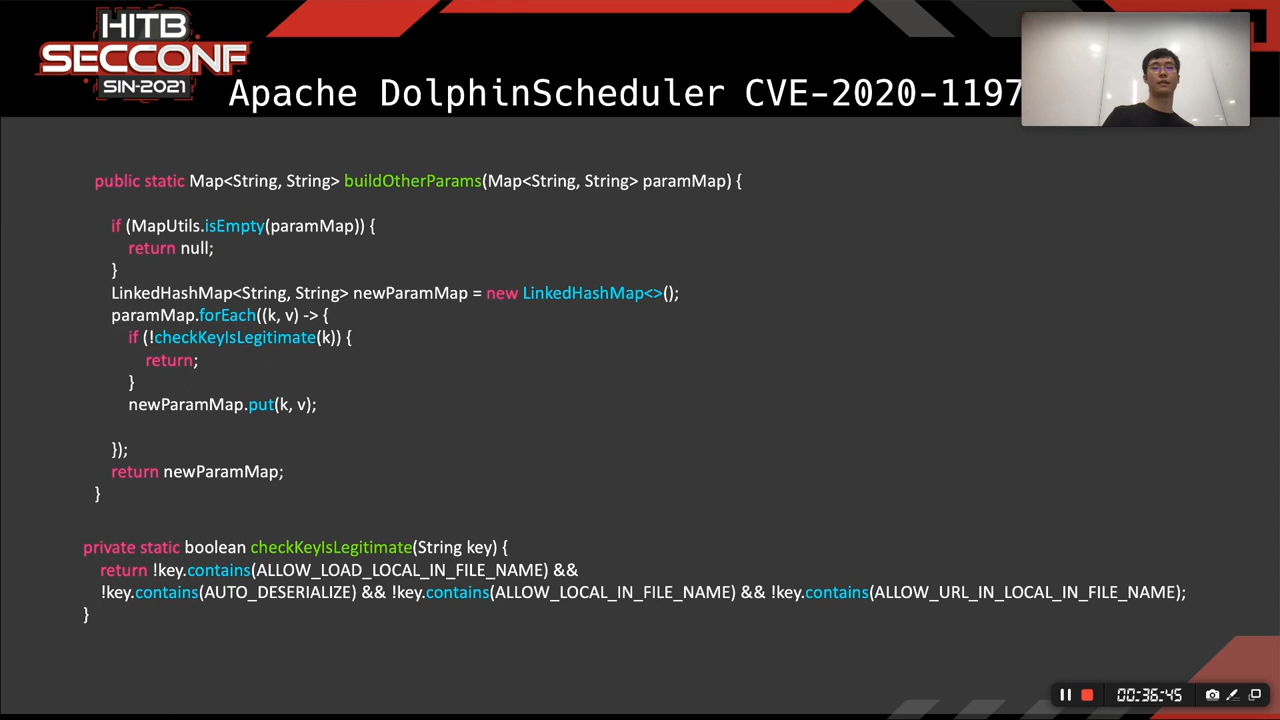 HITB
SECCONF
SIN-2021
Apache DolphinScheduler CVE-2020-1197
public static Map<String, String> buildOtherParams(Map<String, String> paramMap) {
if (MapUtils.isEmpty(paramMap)) {
return null;
}
LinkedHashMap<String, String> newParamMap = new LinkedHashMap<>();
paramMap.forEach((k, v) -> {
if (!checkKeyIsLegitimate(k)) {
return;
}
newParamMap.put(k, v);
});
return newParamMap;
}
private static boolean checkKeyIsLegitimate(String key) {
return !key.contains(ALLOW_LOAD_LOCAL_IN_FILE_NAME) &&
!key.contains(AUTO_DESERIALIZE) && !key.contains(ALLOW_LOCAL_IN_FILE_NAME) && !key.contains(ALLOW_URL_IN_LOCAL_IN_FILE_NAME);
}
00:36:45